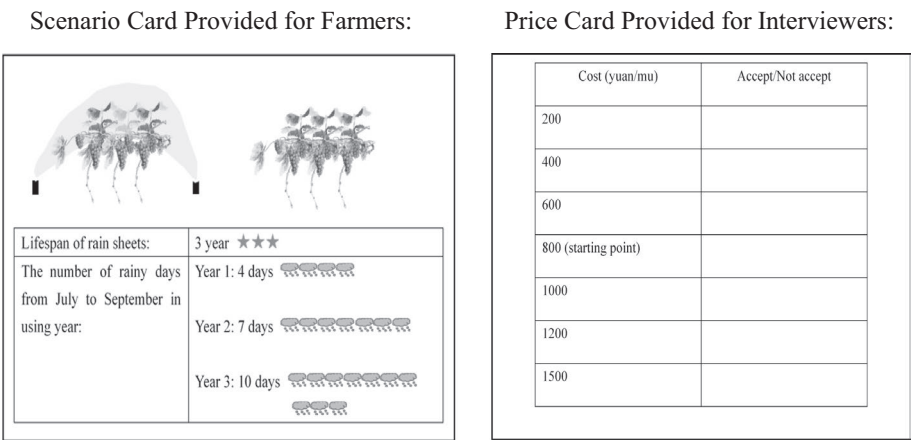 Scenario Card Provided for Farmers:
Lifespan of rain sheets:
3 year ★★★
The number of rainy days
from July to September in
using year:
Year 1: 4 days
Year 2: 7 days
Year 3: 10 days
Price Card Provided for Interviewers:
Cost (yuan/mu)
Accept/Not accept
200
400
600
800 (starting point)
1000
1200
1500